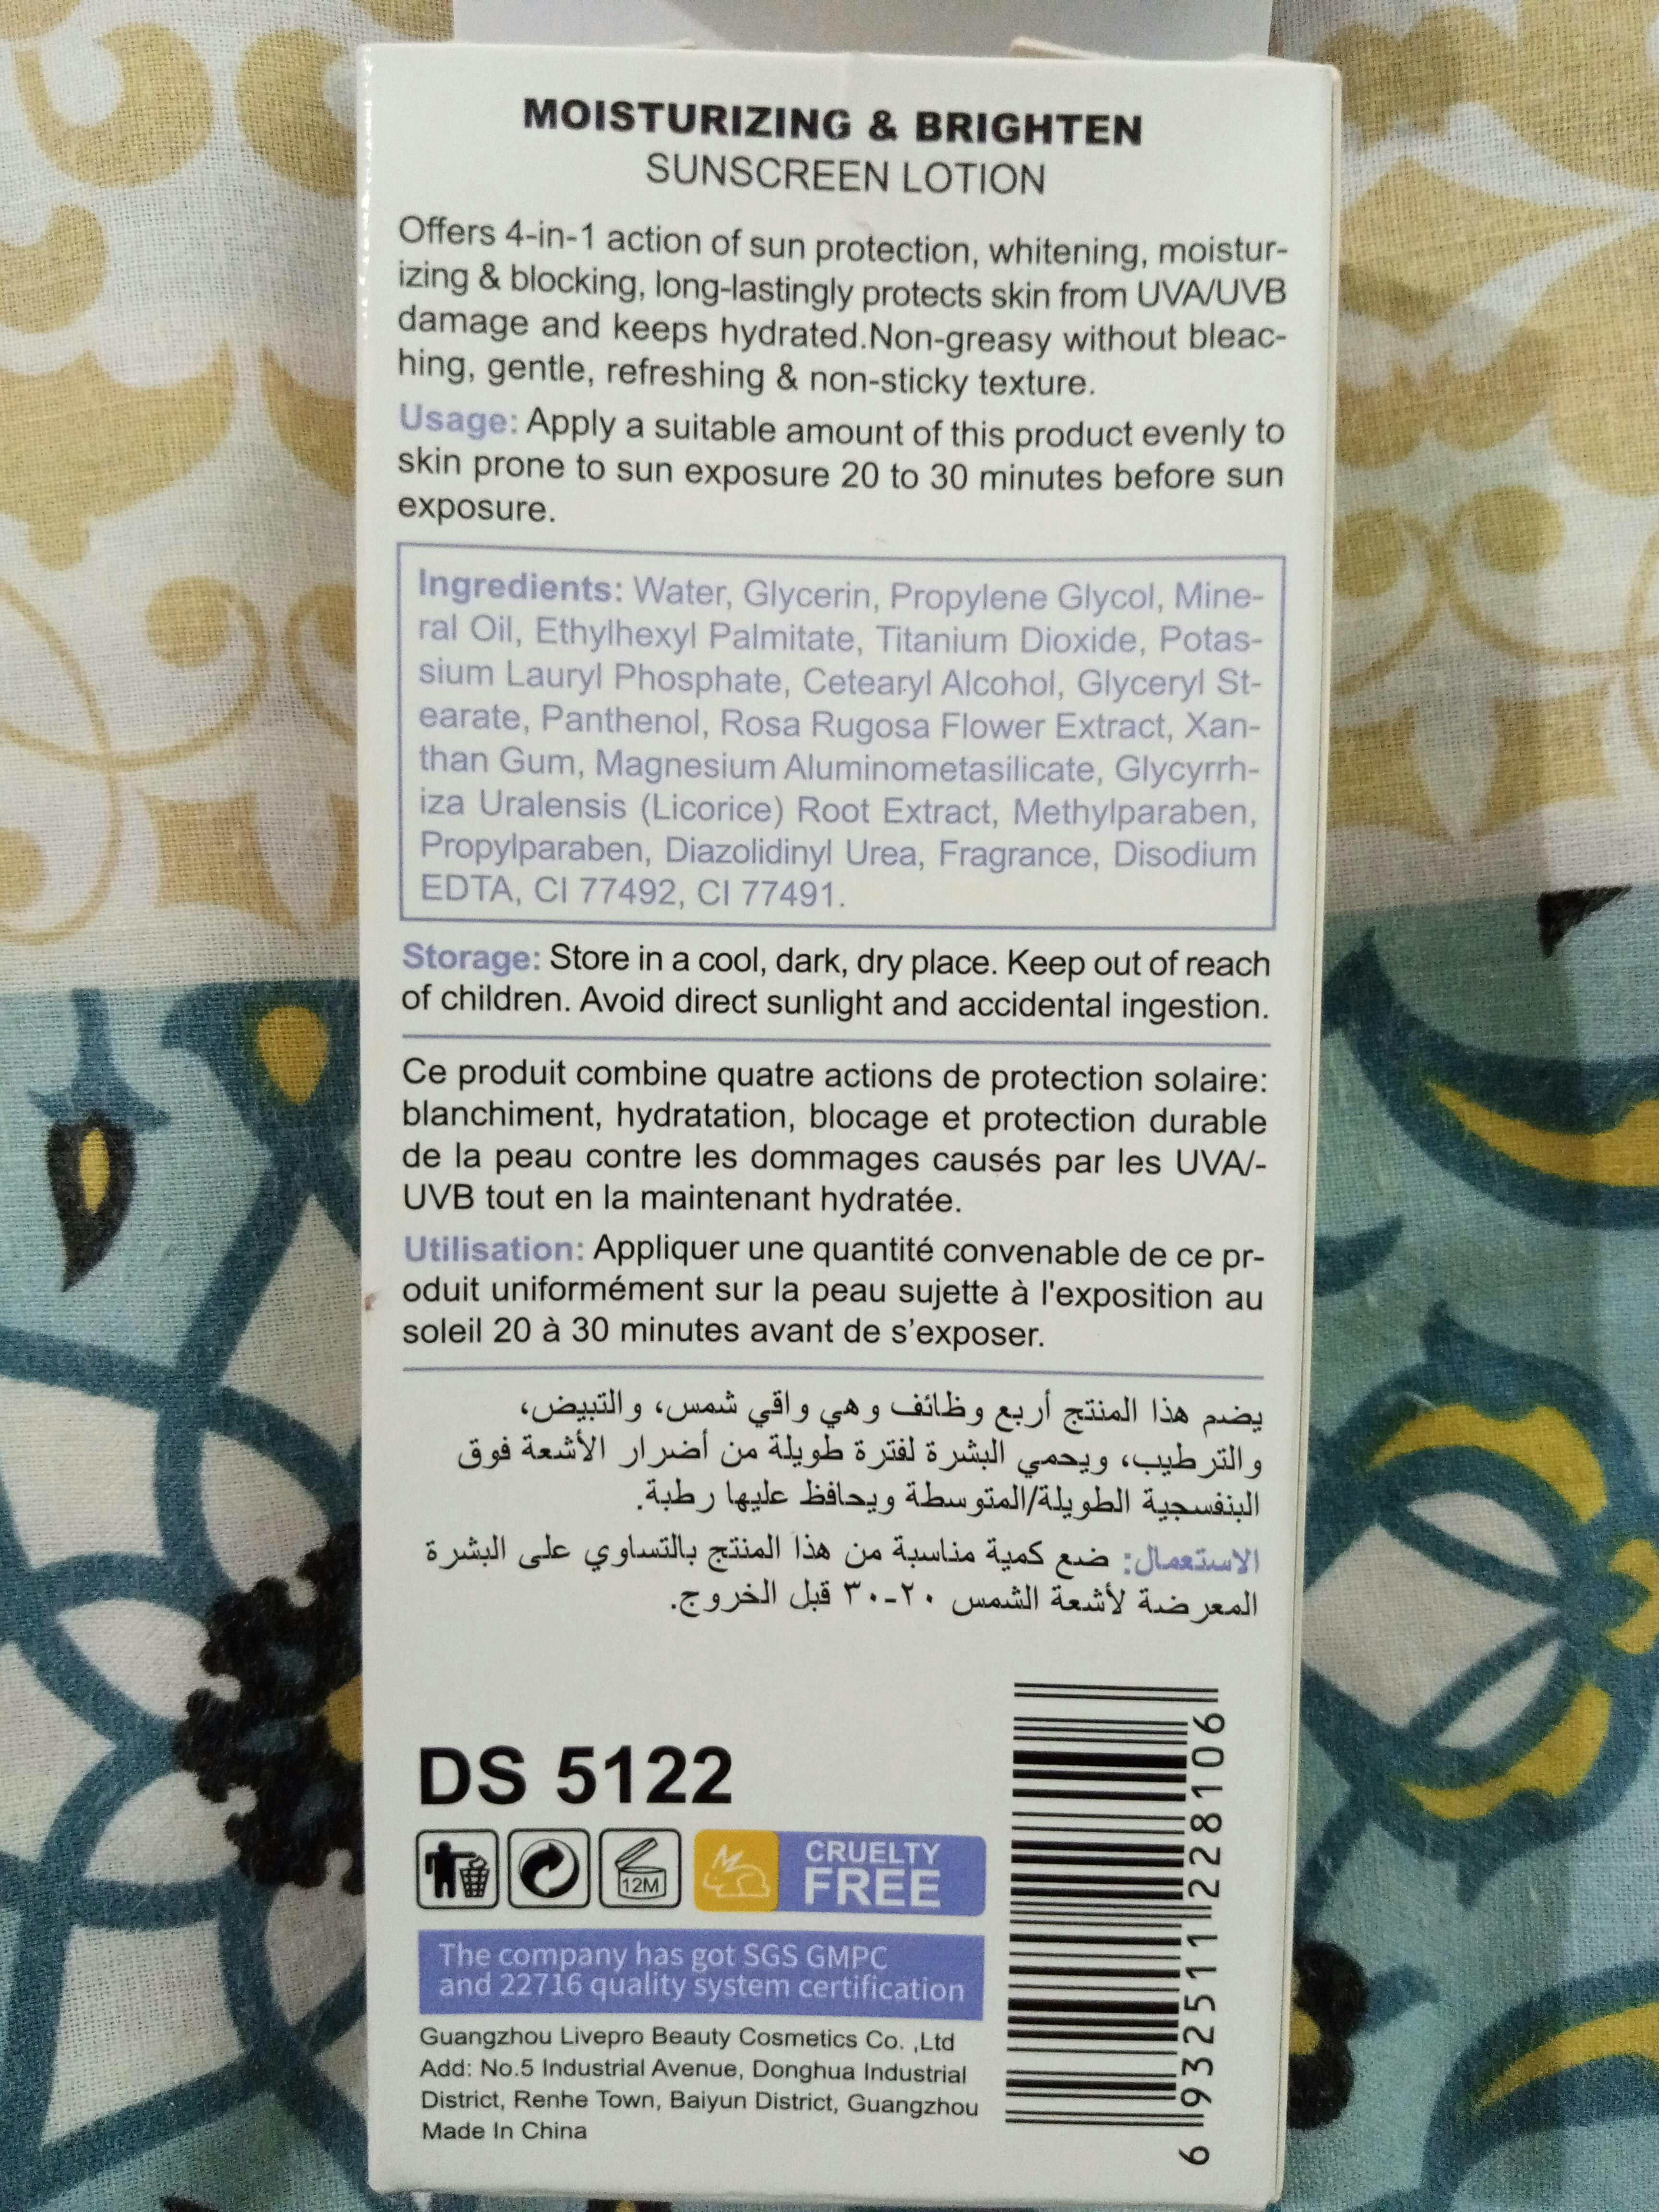 MOISTURIZING & BRIGHTEN
SUNSCREEN LOTION
Offers 4-in-1 action of sun protection, whitening, moistur-
izing & blocking, long-lastingly protects skin from UVA/UVB
damage and keeps hydrated.Non-greasy without bleac-
hing, gentle, refreshing & non-sticky texture.
Usage: Apply a suitable amount of this product evenly to
skin prone to sun exposure 20 to 30 minutes before sun
exposure.
Ingredients: Water, Glycerin, Propylene Glycol, Mine-
ral Oil, Ethylhexyl Palmitate, Titanium Dioxide, Potas-
sium Lauryl Phosphate, Cetearyl Alcohol, Glyceryl St-
earate, Panthenol, Rosa Rugosa Flower Extract, Xan-
than Gum, Magnesium Aluminometasilicate, Glycyrrh-
iza Uralensis (Licorice) Root Extract, Methylparaben,
Propylparaben, Diazolidinyl Urea, Fragrance, Disodium
EDTA, CI 77492, CI 77491.
Storage: Store in a cool, dark, dry place. Keep out of reach
of children. Avoid direct sunlight and accidental ingestion.
Ce produit combine quatre actions de protection solaire:
blanchiment, hydratation, blocage et protection durable
de la peau contre les dommages causés par les UVA/-
UVB tout en la maintenant hydratée.
Utilisation: Appliquer une quantité convenable de ce pr-
oduit uniformément sur la peau sujette à l'exposition au
soleil 20 à 30 minutes avant de s’exposer.
يضم هذا المنتج أربع وظائف وهي واقي شمس، والتبيض،
والترطيب، ويحمي البشرة لفترة طويلة من أضرار الأشعة فوق
البنفسجية الطويلة/المتوسطة ويحافظ عليها رطبة.
الاستعمال: ضع كمية مناسبة من هذا المنتج بالتساوي على البشرة
المعرضة لأشعة الشمس ٢٠-٣٠ قبل الخروج.
DS 5122
12M
CRUELTY
FREE
The company has got SGS GMPC
and 22716 quality system certification
Guangzhou Livepro Beauty Cosmetics Co. ,Ltd
Add: No.5 Industrial Avenue, Donghua Industrial
District, Renhe Town, Baiyun District, Guangzhou
Made In China
6 932511 228106